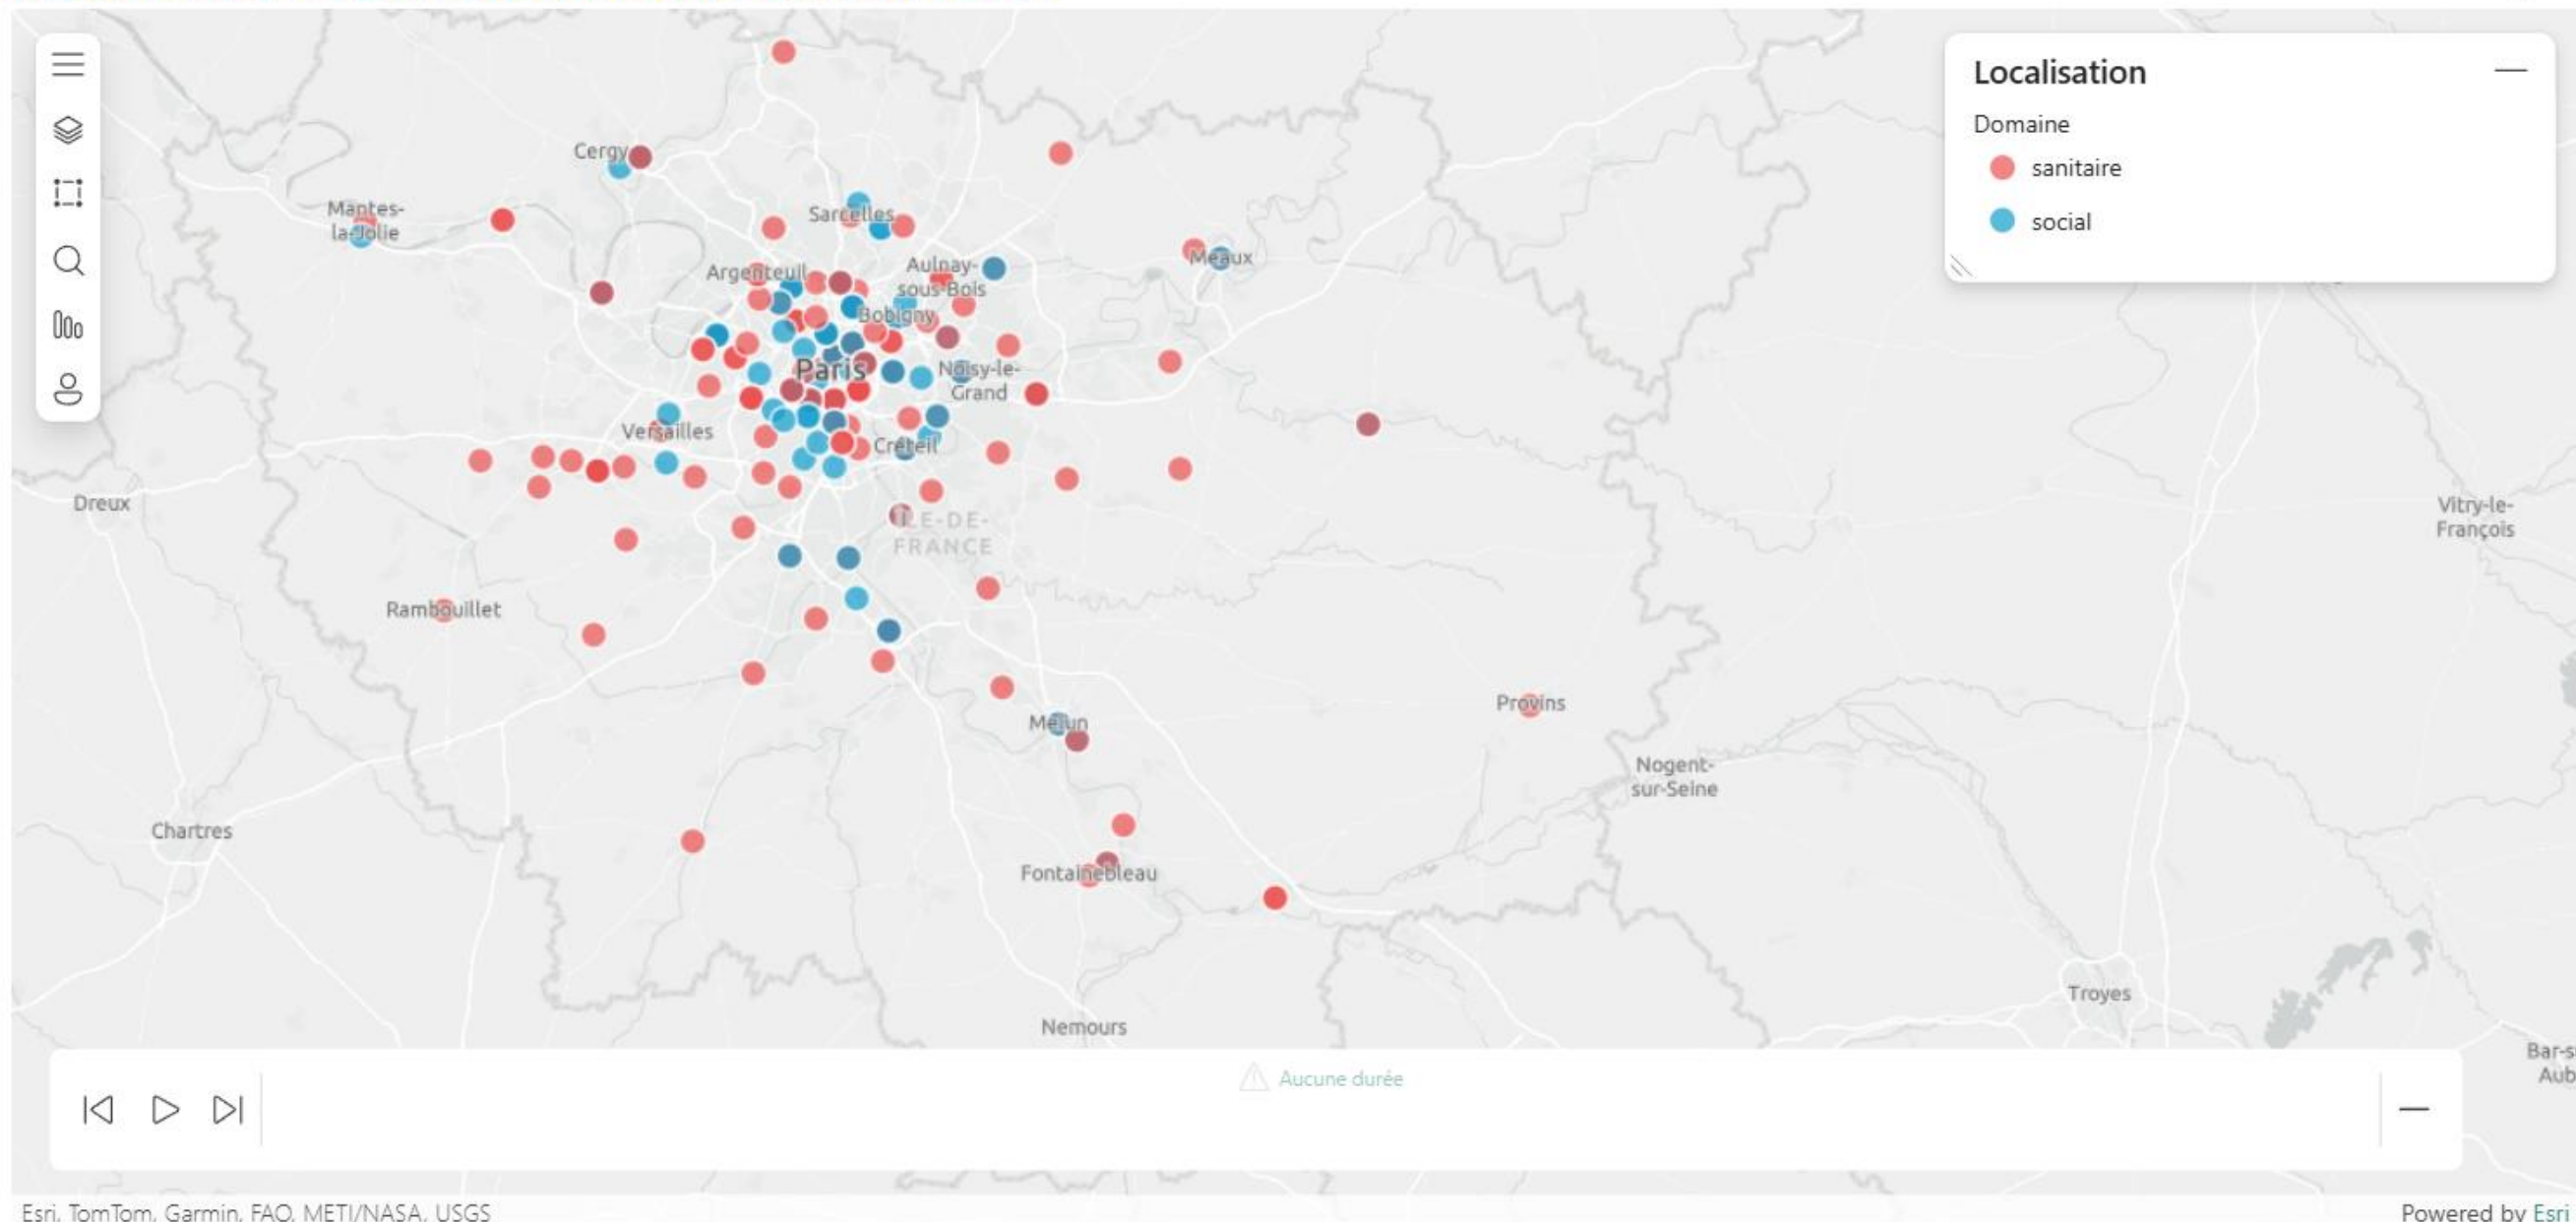 Localisation
Domaine
sanitaire
social
Cergy
Mantes-
la-Jolie
Sarcelles
Argenteuil
Aulnay-
sous-Bois
Meaux
Bobigny
Paris
Noisy-le-
Grand
Versailles
Créteil
Dreux
Vitry-le-
François
ÎLE-DE-
FRANCE
Rambouillet
Provins
Melun
Nogent-
sur-Seine
Chartres
Fontainebleau
Troyes
Nemours
Bar-s
Aub
Aucune durée
Esri, TomTom, Garmin, FAO, METI/NASA, USGS
Powered by Esri